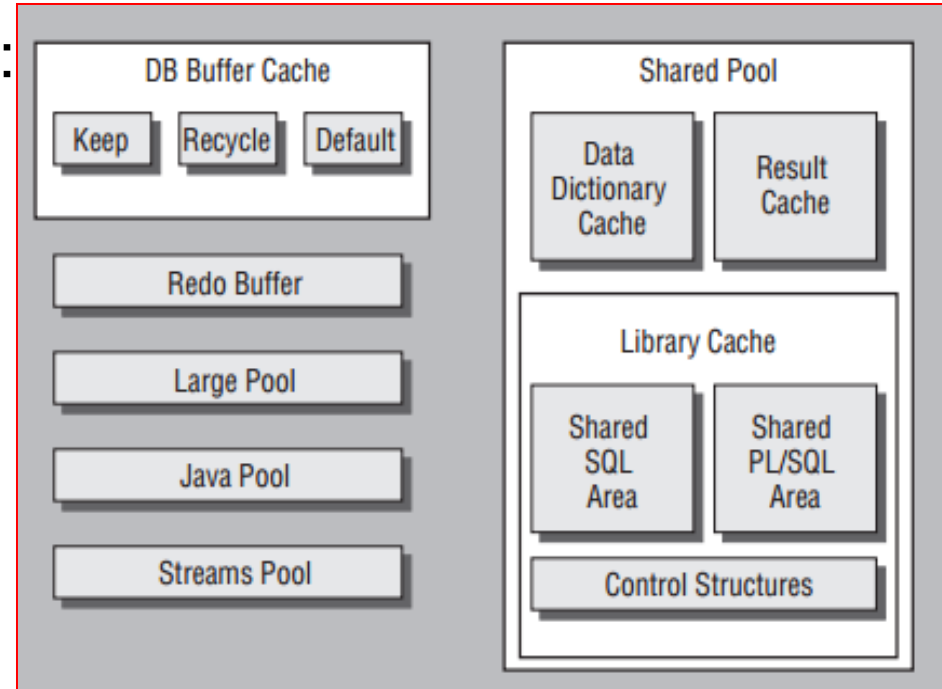 DB Buffer Cache
Keep
Recycle
Default
Redo Buffer
Large Pool
Java Pool
Streams Pool
Shared Pool
Data
Dictionary
Cache
Result
Cache
Library Cache
Shared
SQL
Area
Shared
PL/SQL
Area
Control Structures